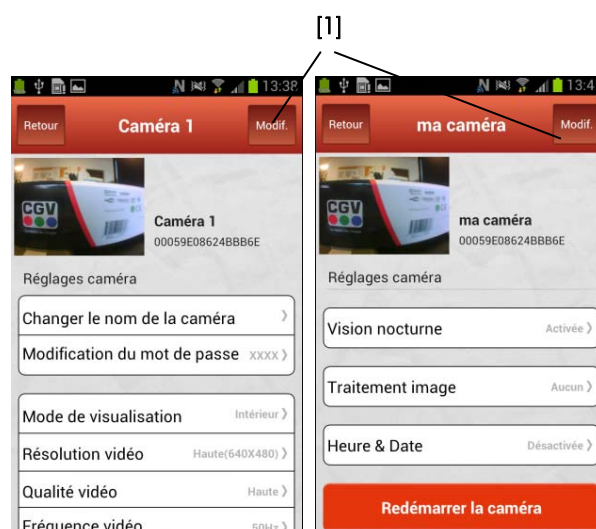 [1]
13:38
Retour
Caméra 1
Modif.
CGV
Caméra 1
00059E08624BBB6E
Réglages caméra
Changer le nom de la caméra
Modification du mot de passe XXXX
Mode de visualisation Intérieur
Résolution vidéo Haute(640X480)
Qualité vidéo Haute
Fréquence vidéo 50Hz
13:4
Retour
ma caméra
Modif.
CGV
ma caméra
00059E08624BBB6E
Réglages caméra
Vision nocturne Activée
Traitement image Aucun
Heure & Date Désactivée
Redémarrer la caméra